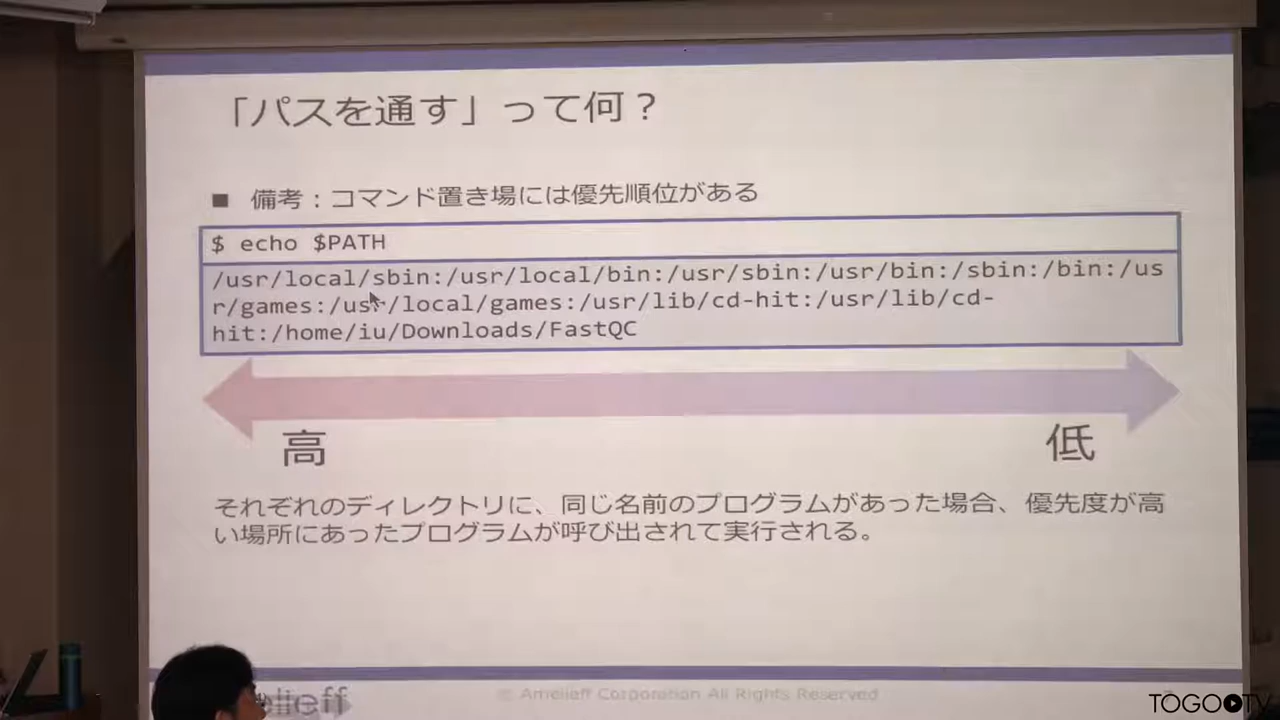 「パスを通す」って何？
■ 備考：コマンド置き場には優先順位がある
$ echo $PATH
/usr/local/sbin:/usr/local/bin:/usr/sbin:/usr/bin:/sbin:/bin:/us
r/games:/usr/local/games:/usr/lib/cd-hit:/usr/lib/cd-
hit:/home/iu/Downloads/FastQC
高 低
それぞれのディレクトリに、同じ名前のプログラムがあった場合、優先度が高
い場所にあったプログラムが呼び出されて実行される。
elieff © Amelieff Corporation All Rights Reserved
TOGO TV